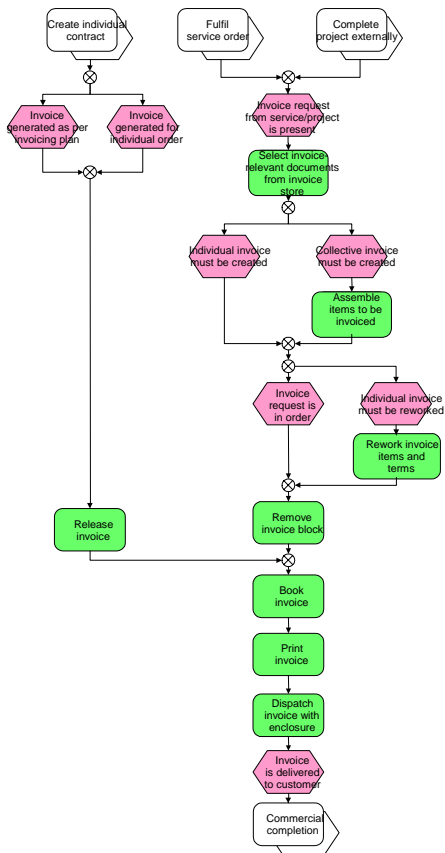 Create individual
contract
Fulfil
service order
Complete
project externally
Invoice
generated as per
invoicing plan
Invoice
generated for
individual order
Invoice request
from service/project
is present
Select invoice-
relevant documents
from invoice
store
Individual invoice
must be created
Collective invoice
must be created
Assemble
items to be
invoiced
Invoice
request is
in order
Individual invoice
must be reworked
Rework invoice
items and
terms
Release
invoice
Remove
invoice block
Book
invoice
Print
invoice
Dispatch
invoice with
enclosure
Invoice
is delivered
to customer
Commercial
completion